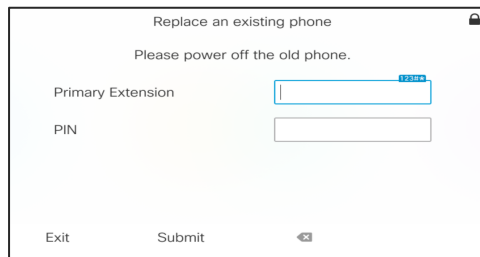 Replace an existing phone
Please power off the old phone.
123#*
Primary Extension
PIN
Exit Submit